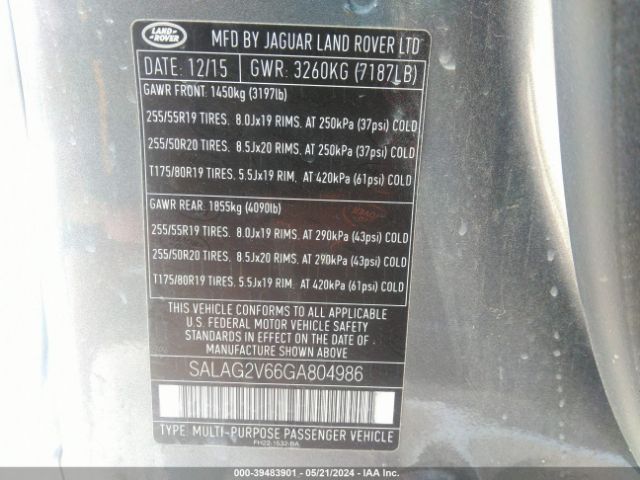 LAND ROVER
MFD BY JAGUAR LAND ROVER LTD
DATE: 12/15 GWR: 3260KG (7187LB)
GAWR FRONT: 1450kg (3197lb)
255/55R19 TIRES. 8.0Jx19 RIMS. AT 250kPa (37psi) COLD
255/50R20 TIRES. 8.5Jx20 RIMS. AT 250kPa (37psi) COLD
T175/80R19 TIRES. 5.5Jx19 RIM. AT 420kPa (61psi) COLD
GAWR REAR: 1855kg (4090lb)
255/55R19 TIRES. 8.0Jx19 RIMS. AT 290kPa (43psi) COLD
255/50R20 TIRES. 8.5Jx20 RIMS. AT 290kPa (43psi) COLD
T175/80R19 TIRES. 5.5Jx19 RIM. AT 420kPa (61psi) COLD
THIS VEHICLE CONFORMS TO ALL APPLICABLE
U.S. FEDERAL MOTOR VEHICLE SAFETY
STANDARDS IN EFFECT ON THE DATE OF
MANUFACTURE SHOWN ABOVE.
SALAG2V66GA804986
TYPE: MULTI-PURPOSE PASSENGER VEHICLE
FH22-1532-BA
000-39483901 - 05/21/2024 - IAA Inc.